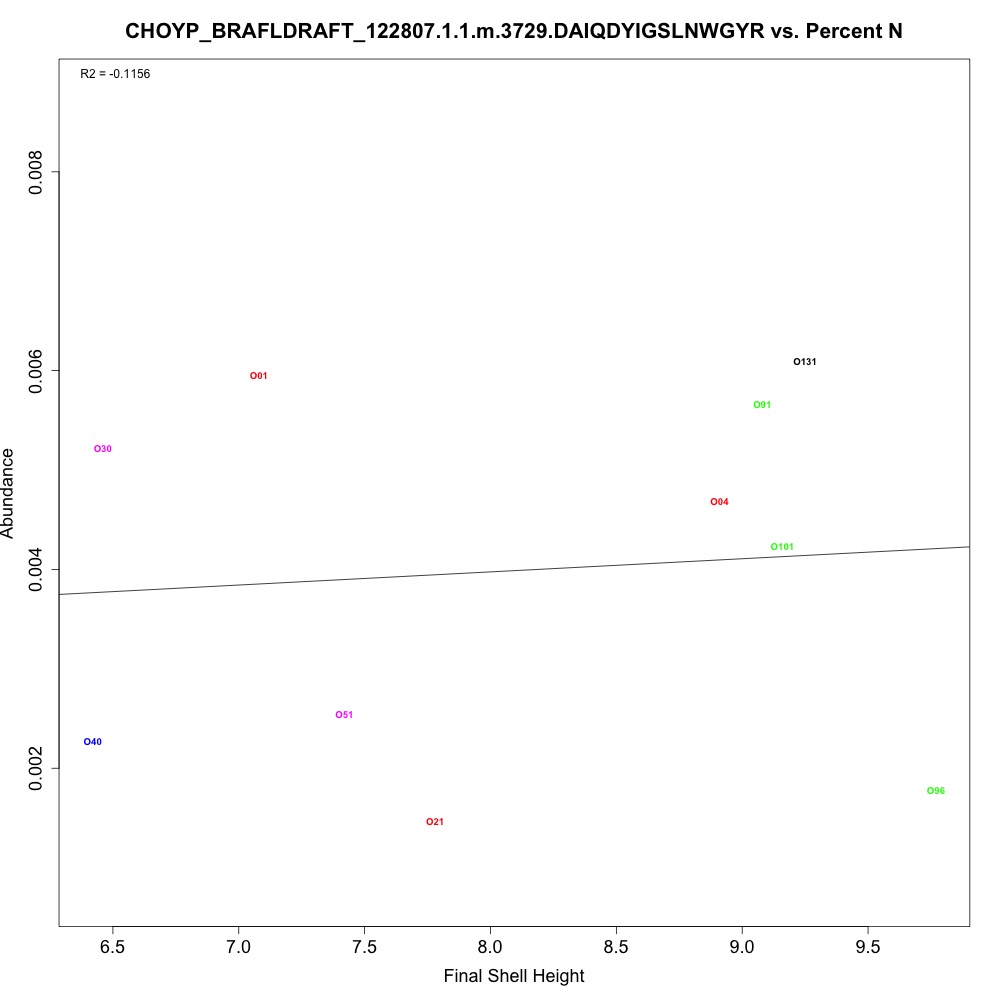 CHOYP_BRAFLDRAFT_122807.1.1.m.3729.DAIQDYIGSLNWGYR vs. Percent N
R2 = -0.1156
0.008
0.006
0.004
0.002
Abundance
O131
O01
O91
O30
O04
O101
O51
O40
O96
O21
6.5 7.0 7.5 8.0 8.5 9.0 9.5
Final Shell Height